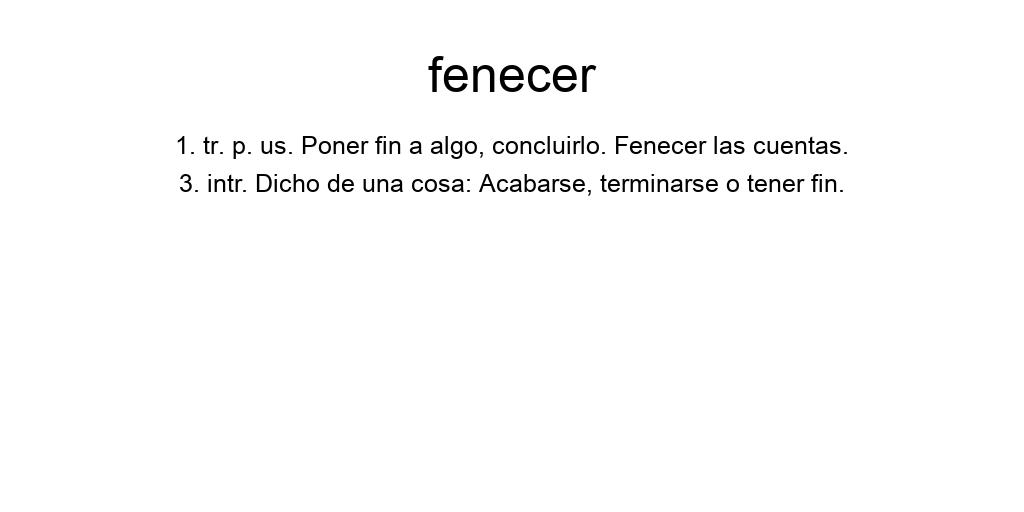 fenecer
1. tr. p. us. Poner fin a algo, concluirlo. Fenecer las cuentas.
3. intr. Dicho de una cosa: Acabarse, terminarse o tener fin.